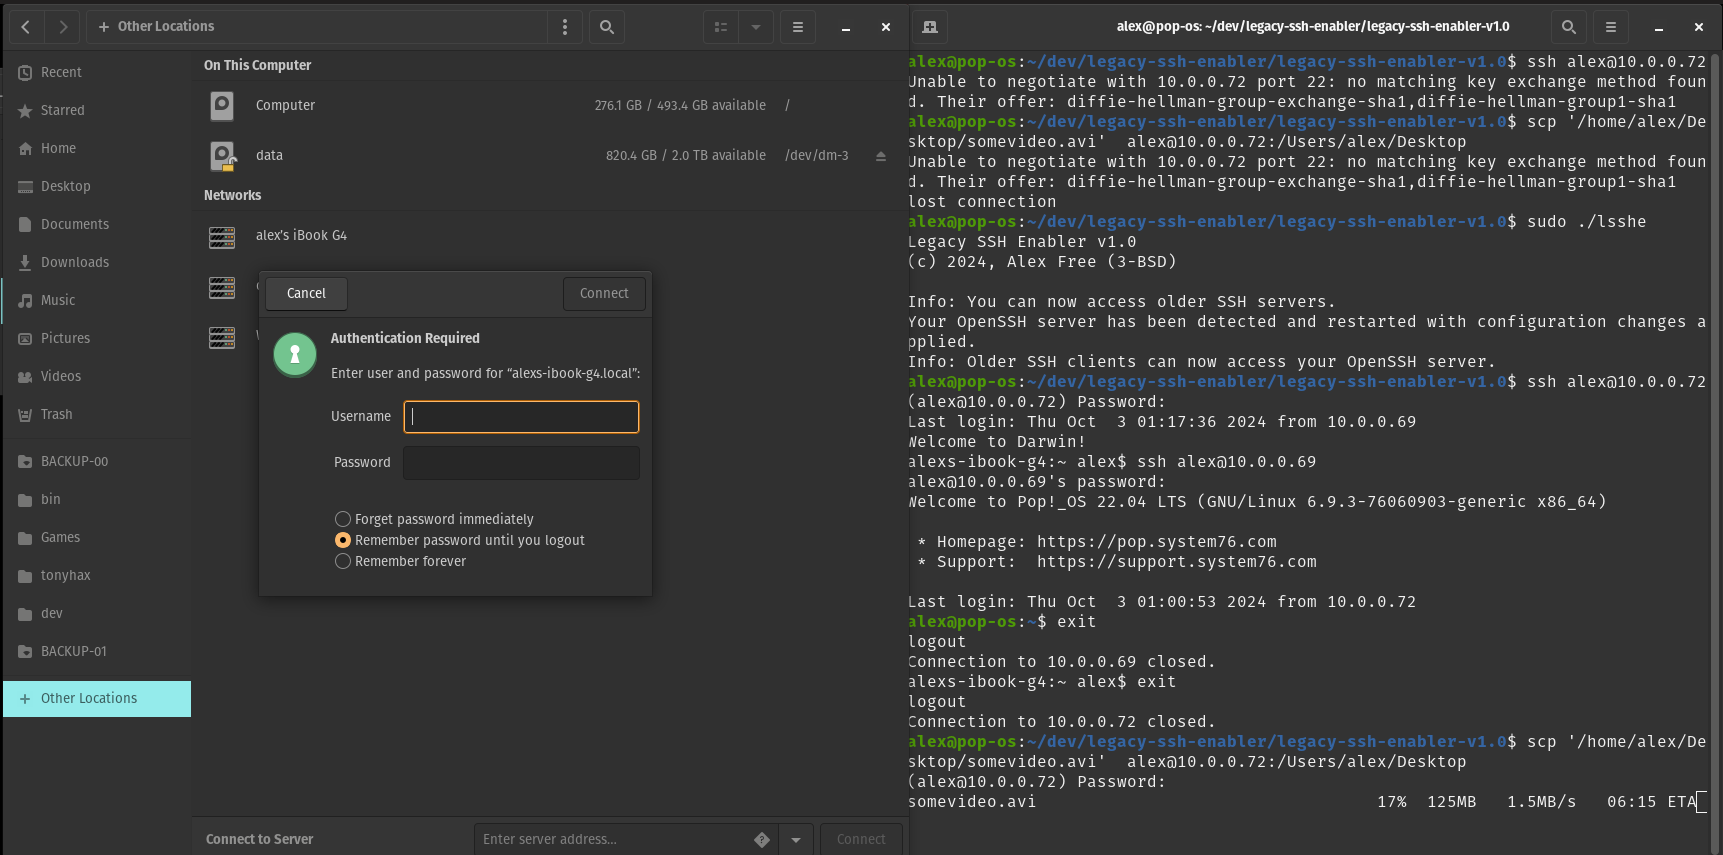 Other Locations
Recent
Starred
Home
Desktop
Documents
Downloads
Music
Pictures
Videos
Trash
BACKUP-00
bin
Games
tonyhax
dev
BACKUP-01
Other Locations
On This Computer
Computer 276.1 GB / 493.4 GB available /
data 820.4 GB / 2.0 TB available /dev/dm-3
Networks
alex's iBook G4
Cancel Connect
Authentication Required
Enter user and password for “alexs-ibook-g4.local”:
Username
Password
Forget password immediately
Remember password until you logout
Remember forever
Connect to Server Enter server address... Connect
alex@pop-os: ~/dev/legacy-ssh-enabler/legacy-ssh-enabler-v1.0
alex@pop-os:~/dev/legacy-ssh-enabler/legacy-ssh-enabler-v1.0$ ssh alex@10.0.0.72
Unable to negotiate with 10.0.0.72 port 22: no matching key exchange method foun
d. Their offer: diffie-hellman-group-exchange-sha1,diffie-hellman-group1-sha1
alex@pop-os:~/dev/legacy-ssh-enabler/legacy-ssh-enabler-v1.0$ scp '/home/alex/De
sktop/somevideo.avi'  alex@10.0.0.72:/Users/alex/Desktop
Unable to negotiate with 10.0.0.72 port 22: no matching key exchange method foun
d. Their offer: diffie-hellman-group-exchange-sha1,diffie-hellman-group1-sha1
lost connection
alex@pop-os:~/dev/legacy-ssh-enabler/legacy-ssh-enabler-v1.0$ sudo ./lsshe
Legacy SSH Enabler v1.0
(c) 2024, Alex Free (3-BSD)
Info: You can now access older SSH servers.
Your OpenSSH server has been detected and restarted with configuration changes a
pplied.
Info: Older SSH clients can now access your OpenSSH server.
alex@pop-os:~/dev/legacy-ssh-enabler/legacy-ssh-enabler-v1.0$ ssh alex@10.0.0.72
(alex@10.0.0.72) Password:
Last login: Thu Oct  3 01:17:36 2024 from 10.0.0.69
Welcome to Darwin!
alexs-ibook-g4:~ alex$ ssh alex@10.0.0.69
alex@10.0.0.69's password:
Welcome to Pop!_OS 22.04 LTS (GNU/Linux 6.9.3-76060903-generic x86_64)
* Homepage: https://pop.system76.com
* Support:  https://support.system76.com
Last login: Thu Oct  3 01:00:53 2024 from 10.0.0.72
alex@pop-os:~$ exit
logout
Connection to 10.0.0.69 closed.
alexs-ibook-g4:~ alex$ exit
logout
Connection to 10.0.0.72 closed.
alex@pop-os:~/dev/legacy-ssh-enabler/legacy-ssh-enabler-v1.0$ scp '/home/alex/De
sktop/somevideo.avi'  alex@10.0.0.72:/Users/alex/Desktop
(alex@10.0.0.72) Password:
somevideo.avi 17% 125MB 1.5MB/s 06:15 ETA